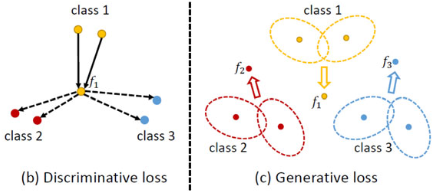 class 1
f1
class 2
class 3
(b) Discriminative loss
class 1
f2
f3
f1
class 2
class 3
(c) Generative loss